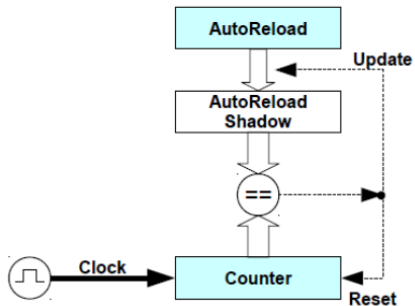 AutoReload
Update
AutoReload
Shadow
==
Clock
Counter
Reset